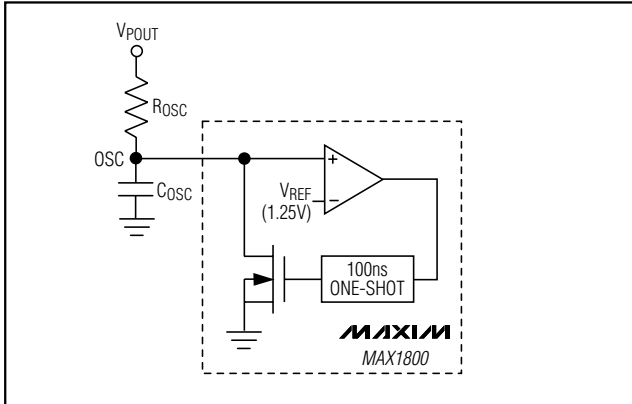 VPOUT
ROSC
OSC
COSC
+
VREF
−
(1.25V)
100ns
ONE-SHOT
MAXIM
MAX1800